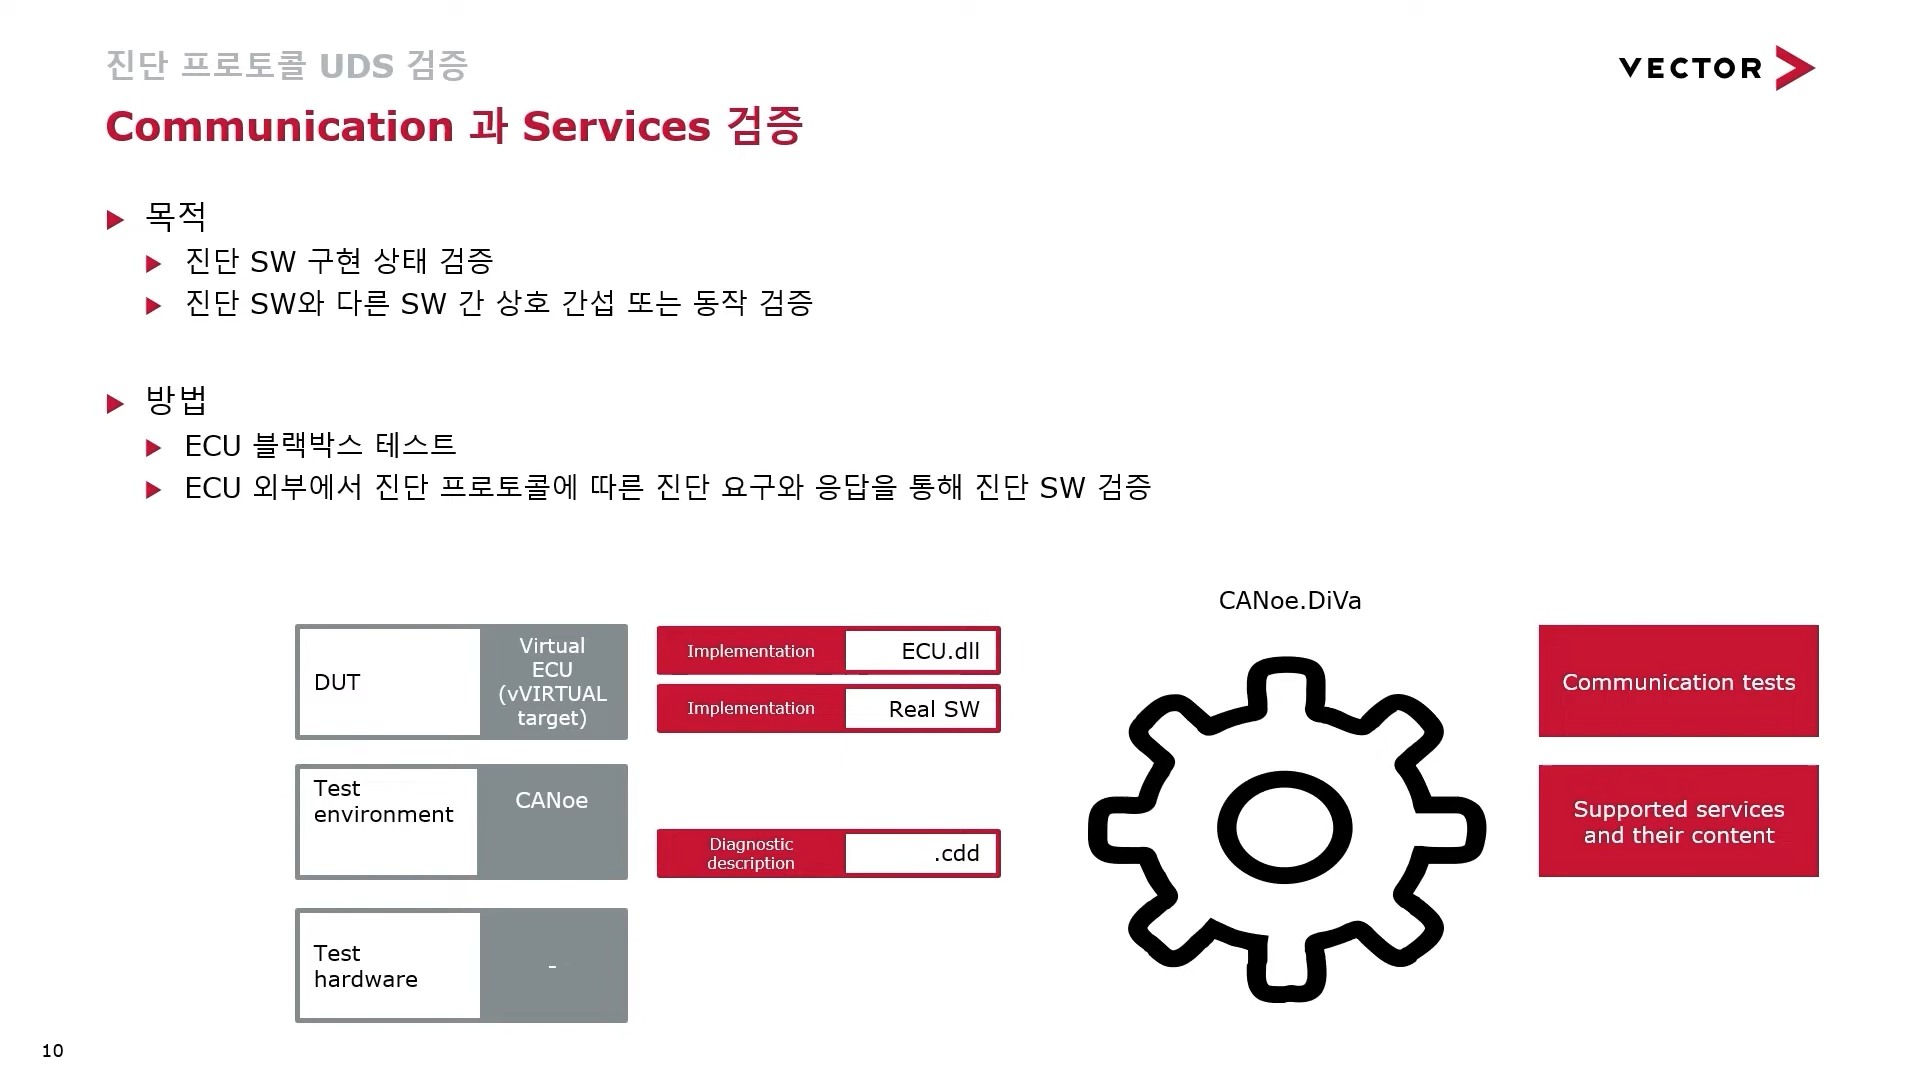 진단 프로토콜 UDS 검증
VECTOR
Communication 과 Services 검증
목적
진단 SW 구현 상태 검증
진단 SW와 다른 SW 간 상호 간섭 또는 동작 검증
방법
ECU 블랙박스 테스트
ECU 외부에서 진단 프로토콜에 따른 진단 요구와 응답을 통해 진단 SW 검증
DUT
Virtual
ECU
(vVIRTUAL
target)
Implementation
ECU.dll
Implementation
Real SW
Test
environment
CANoe
Diagnostic
description
.cdd
Test
hardware
-
CANoe.DiVa
Communication tests
Supported services
and their content
10